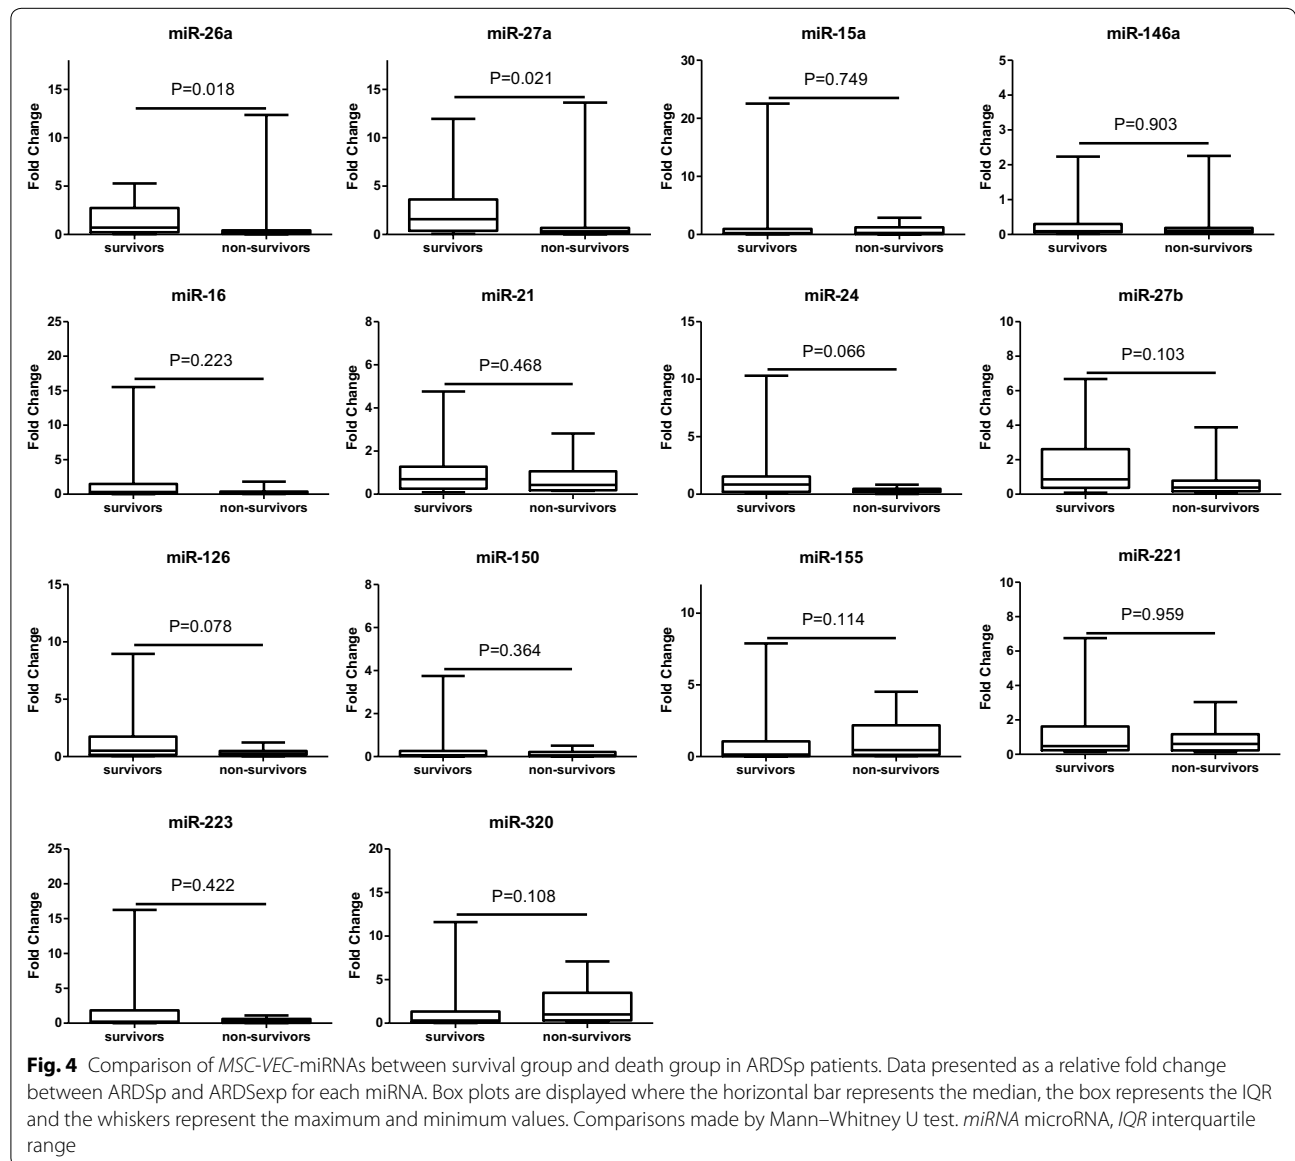 miR-26a
miR-27a
miR-15a
miR-146a
Fold Change
15
10
5
0
P=0.018
survivors
non-survivors
Fold Change
15
10
5
0
P=0.021
survivors
non-survivors
Fold Change
30
20
10
0
P=0.749
survivors
non-survivors
Fold Change
5
4
3
2
1
0
P=0.903
survivors
non-survivors
miR-16
miR-21
miR-24
miR-27b
Fold Change
25
20
15
10
5
0
P=0.223
survivors
non-survivors
Fold Change
8
6
4
2
0
P=0.468
survivors
non-survivors
Fold Change
15
10
5
0
P=0.066
survivors
non-survivors
Fold Change
10
8
6
4
2
0
P=0.103
survivors
non-survivors
miR-126
miR-150
miR-155
miR-221
Fold Change
15
10
5
0
P=0.078
survivors
non-survivors
Fold Change
8
6
4
2
0
P=0.364
survivors
non-survivors
Fold Change
10
5
0
P=0.114
survivors
non-survivors
Fold Change
10
8
6
4
2
0
P=0.959
survivors
non-survivors
miR-223
miR-320
Fold Change
25
20
15
10
5
0
P=0.422
survivors
non-survivors
Fold Change
20
15
10
5
0
P=0.108
survivors
non-survivors
Fig. 4 Comparison of MSC-VEC-miRNAs between survival group and death group in ARDSp patients. Data presented as a relative fold change
between ARDSp and ARDSexp for each miRNA. Box plots are displayed where the horizontal bar represents the median, the box represents the IQR
and the whiskers represent the maximum and minimum values. Comparisons made by Mann–Whitney U test. miRNA microRNA, IQR interquartile
range